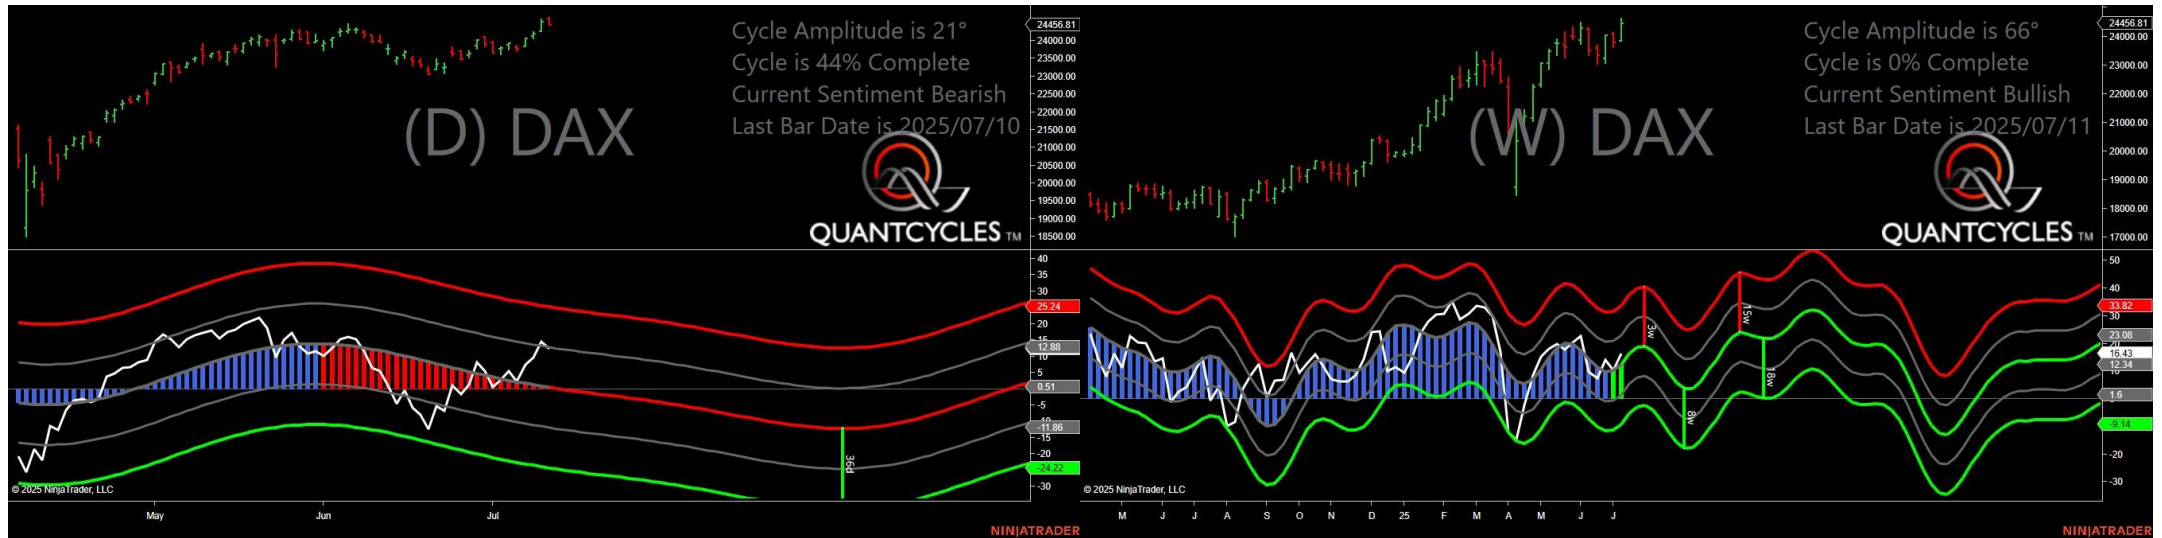 Cycle Amplitude is 21°
Cycle is 44% Complete
Current Sentiment Bearish
Last Bar Date is 2025/07/10
(D) DAX
QUANTCYCLES TM
24456.81
24000.00
23500.00
23000.00
22500.00
22000.00
21500.00
21000.00
20500.00
20000.00
19500.00
19000.00
18500.00
40
35
30
25.24
20
15
12.88
10
5
0.51
-5
-11.86
-15
-20
-24.22
-30
36d
© 2025 NinjaTrader, LLC
May Jun Jul
NINJATRADER
Cycle Amplitude is 66°
Cycle is 0% Complete
Current Sentiment Bullish
Last Bar Date is 2025/07/11
(W) DAX
QUANTCYCLES TM
24456.81
24000.00
23000.00
22000.00
21000.00
20000.00
19000.00
18000.00
17000.00
50
40
33.82
30
23.08
20
16.43
12.34
10
1.6
-9.14
-20
-30
3w
15w
8w
18w
© 2025 NinjaTrader, LLC
M J J A S O N D 25 F M A M J J
NINJATRADER